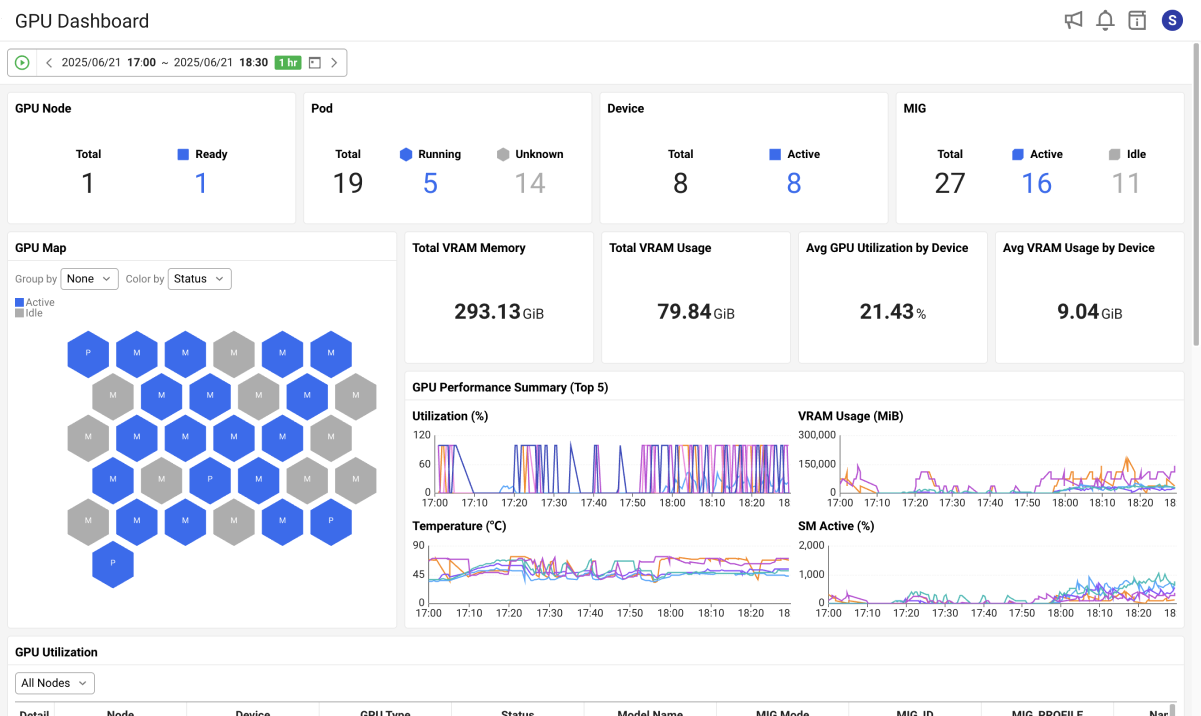 GPU Dashboard
S
2025/06/21 17:00 ~ 2025/06/21 18:30 1 hr
GPU Node
Total
Ready
1
1
Pod
Total
Running
Unknown
19
5
14
Device
Total
Active
8
8
MIG
Total
Active
Idle
27
16
11
GPU Map
Group by None Color by Status
Active
Idle
P M M M M M
M M M M M M
M M M M M M
M M P M M M
M M M M M P
P
Total VRAM Memory
293.13 GiB
Total VRAM Usage
79.84 GiB
Avg GPU Utilization by Device
21.43 %
Avg VRAM Usage by Device
9.04 GiB
GPU Performance Summary (Top 5)
Utilization (%)
120
60
0
17:00 17:10 17:20 17:30 17:40 17:50 18:00 18:10 18:20 18
VRAM Usage (MiB)
300,000
150,000
0
17:00 17:10 17:20 17:30 17:40 17:50 18:00 18:10 18:20 18
Temperature (℃)
90
45
0
17:00 17:10 17:20 17:30 17:40 17:50 18:00 18:10 18:20 18
SM Active (%)
2,000
1,000
0
17:00 17:10 17:20 17:30 17:40 17:50 18:00 18:10 18:20 18
GPU Utilization
All Nodes
Detail Node Device GPU Type Status Model Name MIG Mode MIG_ID MIG_PROFILE Nar